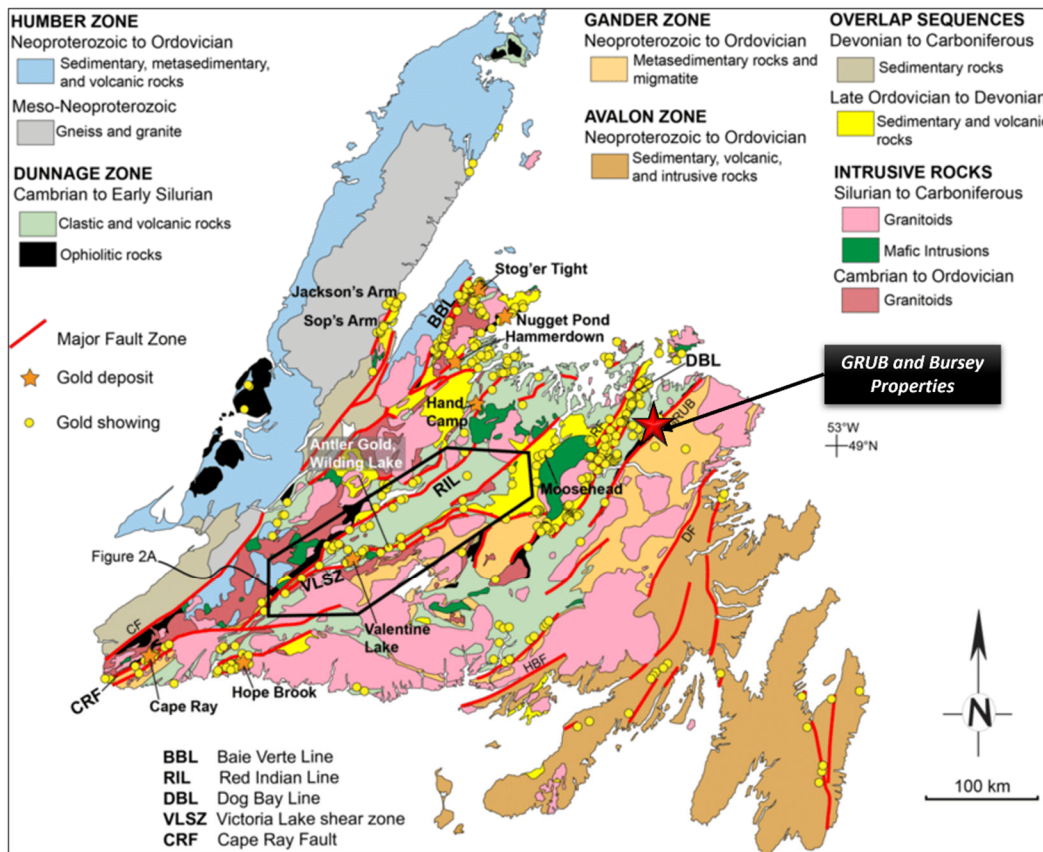 HUMBER ZONE
Neoproterozoic to Ordovician
Sedimentary, metasedimentary,
and volcanic rocks
Meso-Neoproterozoic
Gneiss and granite
DUNNAGE ZONE
Cambrian to Early Silurian
Clastic and volcanic rocks
Ophiolitic rocks
Major Fault Zone
Gold deposit
Gold showing
GANDER ZONE
Neoproterozoic to Ordovician
Metasedimentary rocks and
migmatite
AVALON ZONE
Neoproterozoic to Ordovician
Sedimentary, volcanic,
and intrusive rocks
OVERLAP SEQUENCES
Devonian to Carboniferous
Sedimentary rocks
Late Ordovician to Devonian
Sedimentary and volcanic
rocks
INTRUSIVE ROCKS
Silurian to Carboniferous
Granitoids
Mafic Intrusions
Cambrian to Ordovician
Granitoids
Stog'er Tight
Jackson's Arm
Sop's Arm
BBL
Nugget Pond
Hammerdown
DBL
GRUB and Bursey
Properties
Hand
Camp
GRUB
53°W
49°N
Antler Gold,
Wilding Lake
RIL
Moosehead
DF
Figure 2A
VLSZ
CF
Valentine
Lake
HBF
CRF
Cape Ray
Hope Brook
N
100 km
BBL Baie Verte Line
RIL Red Indian Line
DBL Dog Bay Line
VLSZ Victoria Lake shear zone
CRF Cape Ray Fault